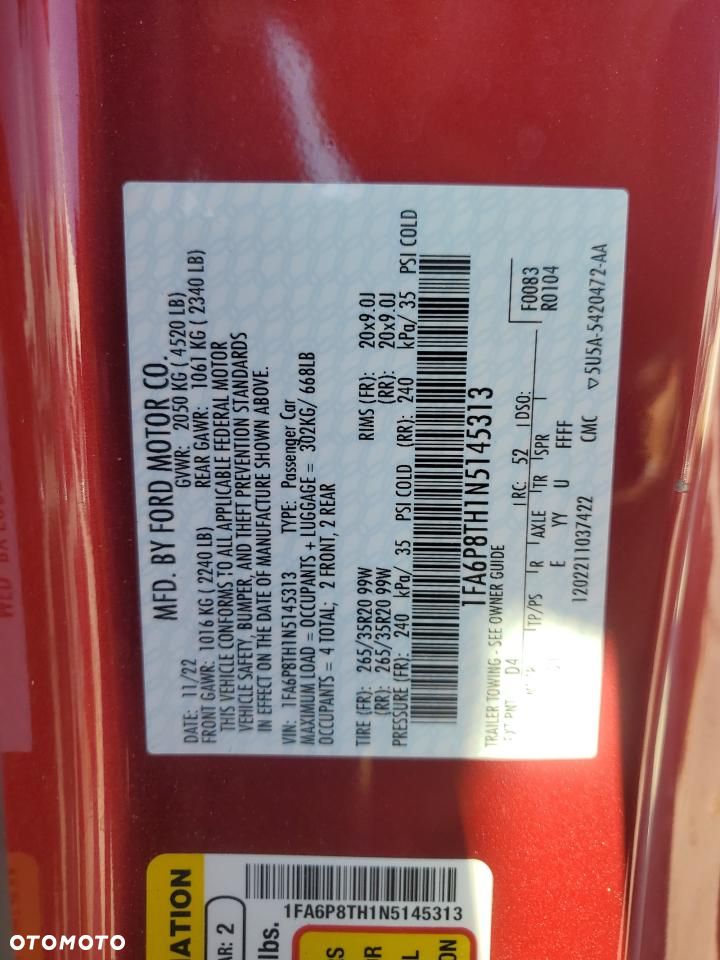 MFD. BY FORD MOTOR CO.
DATE: 11/22 GVWR: 2050 KG ( 4520 LB)
FRONT GAWR: 1016 KG ( 2240 LB) REAR GAWR: 1061 KG ( 2340 LB)
THIS VEHICLE CONFORMS TO ALL APPLICABLE FEDERAL MOTOR
VEHICLE SAFETY, BUMPER, AND THEFT PREVENTION STANDARDS
IN EFFECT ON THE DATE OF MANUFACTURE SHOWN ABOVE.
VIN: 1FA6P8TH1N5145313 TYPE: Passenger Car
MAXIMUM LOAD = OCCUPANTS + LUGGAGE = 302KG/ 668LB
OCCUPANTS = 4 TOTAL; 2 FRONT, 2 REAR
TIRE (FR): 265/35R20 99W RIMS (FR): 20x9.0J
(RR): 265/35R20 99W (RR): 20x9.0J
PRESSURE (FR): 240 kPa/ 35 PSI COLD (RR): 240 kPa/ 35 PSI COLD
1FA6P8TH1N5145313
TRAILER TOWING - SEE OWNER GUIDE
EXT PNT: D4 RC: 52 DSO: F0083
R0104
TP/PS R AXLE TR SPR
E YY U FFFF
1202211037422 CMC 5U5A-5420472-AA
1FA6P8TH1N5145313
AR: 2
lbs.
OTOMOTO